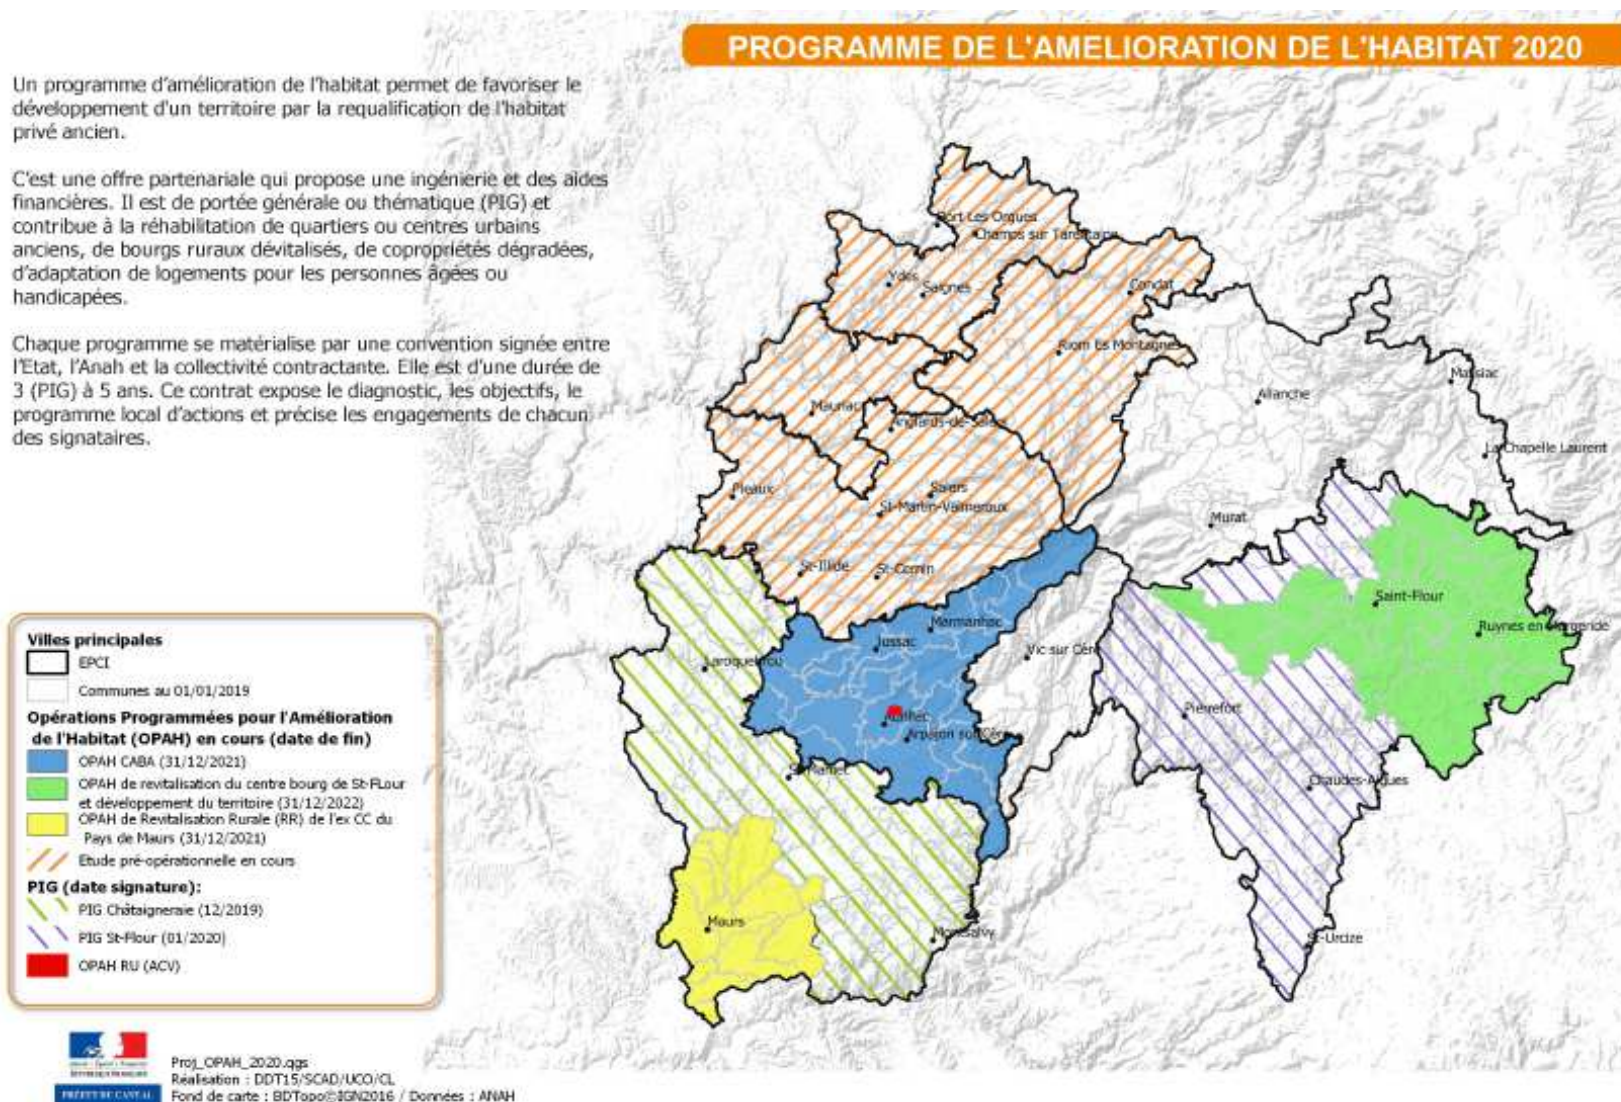 PROGRAMME DE L'AMELIORATION DE L'HABITAT 2020
Un programme d'amélioration de l'habitat permet de favoriser le
développement d'un territoire par la requalification de l'habitat
privé ancien.
C'est une offre partenariale qui propose une ingénierie et des aides
financières. Il est de portée générale ou thématique (PIG) et
contribue à la réhabilitation de quartiers ou centres urbains
anciens, de bourgs ruraux dévitalisés, de copropriétés dégradées,
d'adaptation de logements pour les personnes âgées ou
handicapées.
Chaque programme se matérialise par une convention signée entre
l'Etat, l'Anah et la collectivité contractante. Elle est d'une durée de
3 (PIG) à 5 ans. Ce contrat expose le diagnostic, les objectifs, le
programme local d'actions et précise les engagements de chacun
des signataires.
Bort Les Orgues
Champs sur Tarentaine
Ydes
Saignes
Condat
Riom Es Montagnes
Massiac
Allanche
Mauriac
Anglards-de-Salers
La Chapelle Laurent
Pleaux
Salers
St-Martin-Valmeroux
Murat
St-Illide
St-Cernin
Saint-Flour
Marmanhac
Ruynes en Margeride
Jussac
Vic sur Cère
Laroquebrou
Pierrefort
Aurillac
Arpajon sur Cère
St-Mamet
Chaudes-Aigues
Maurs
Montsalvy
St-Urcize
Villes principales
EPCI
Communes au 01/01/2019
Opérations Programmées pour l'Amélioration
de l'Habitat (OPAH) en cours (date de fin)
OPAH CABA (31/12/2021)
OPAH de revitalisation du centre bourg de St-FLour
et développement du territoire (31/12/2022)
OPAH de Revitalisation Rurale (RR) de l'ex CC du
Pays de Maurs (31/12/2021)
Etude pré-opérationnelle en cours
PIG (date signature):
PIG Châtaigneraie (12/2019)
PIG St-Flour (01/2020)
OPAH RU (ACV)
RÉPUBLIQUE FRANÇAISE
PRÉFET DU CANTAL
Proj_OPAH_2020.qgs
Réalisation : DDT15/SCAD/UCO/CL
Fond de carte : BDTopo©IGN2016 / Données : ANAH